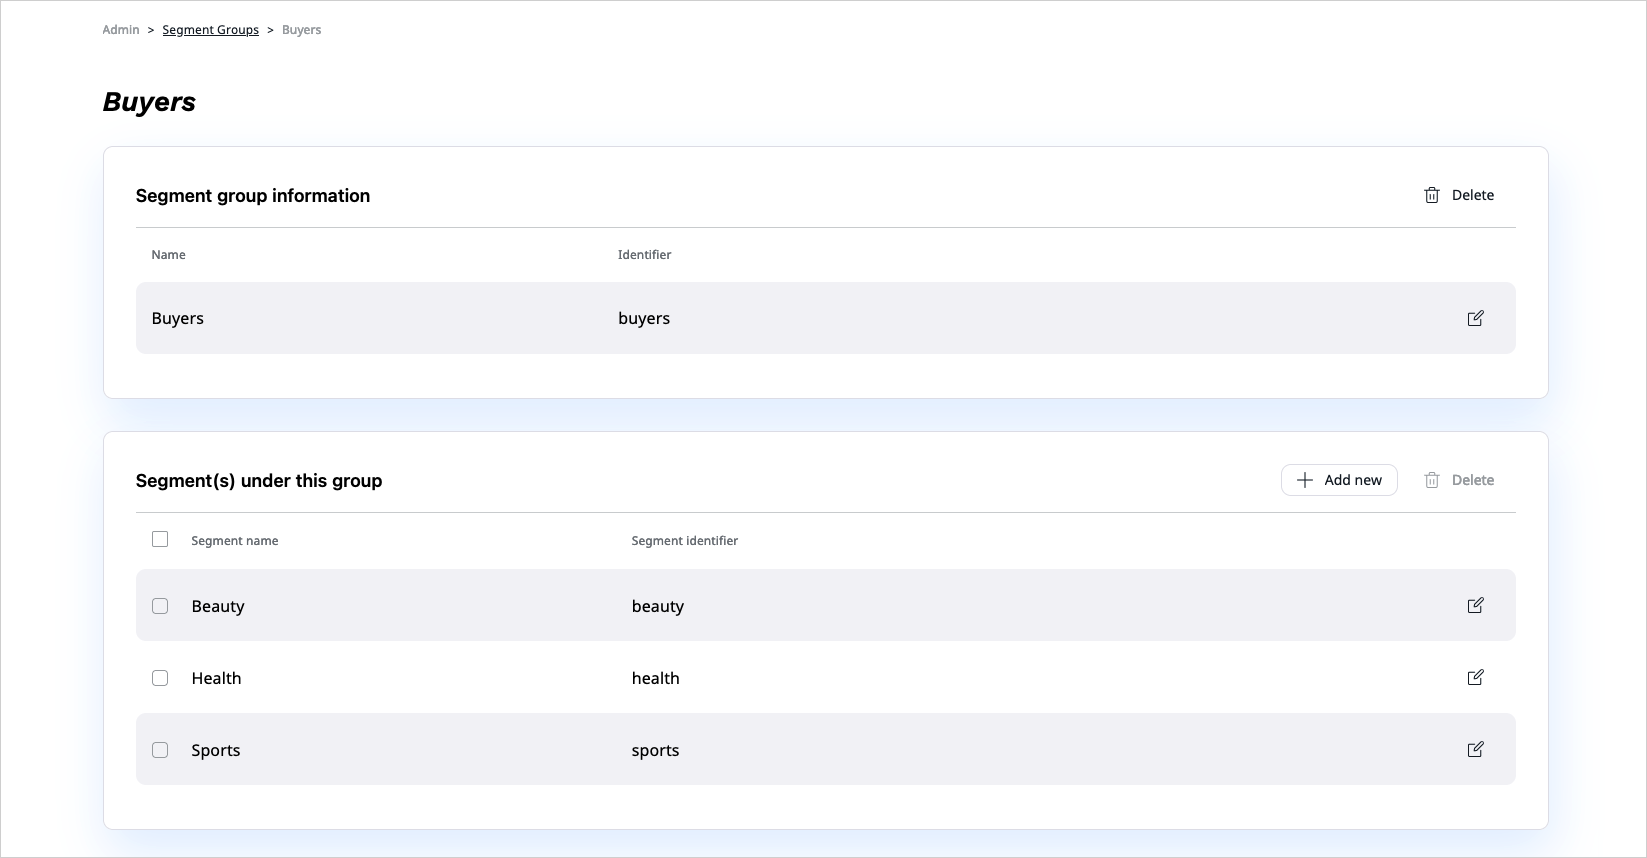 Admin > Segment Groups > Buyers
Buyers
Segment group information
Delete
Name Identifier
Buyers buyers
Segment(s) under this group
Add new Delete
Segment name Segment identifier
Beauty beauty
Health health
Sports sports